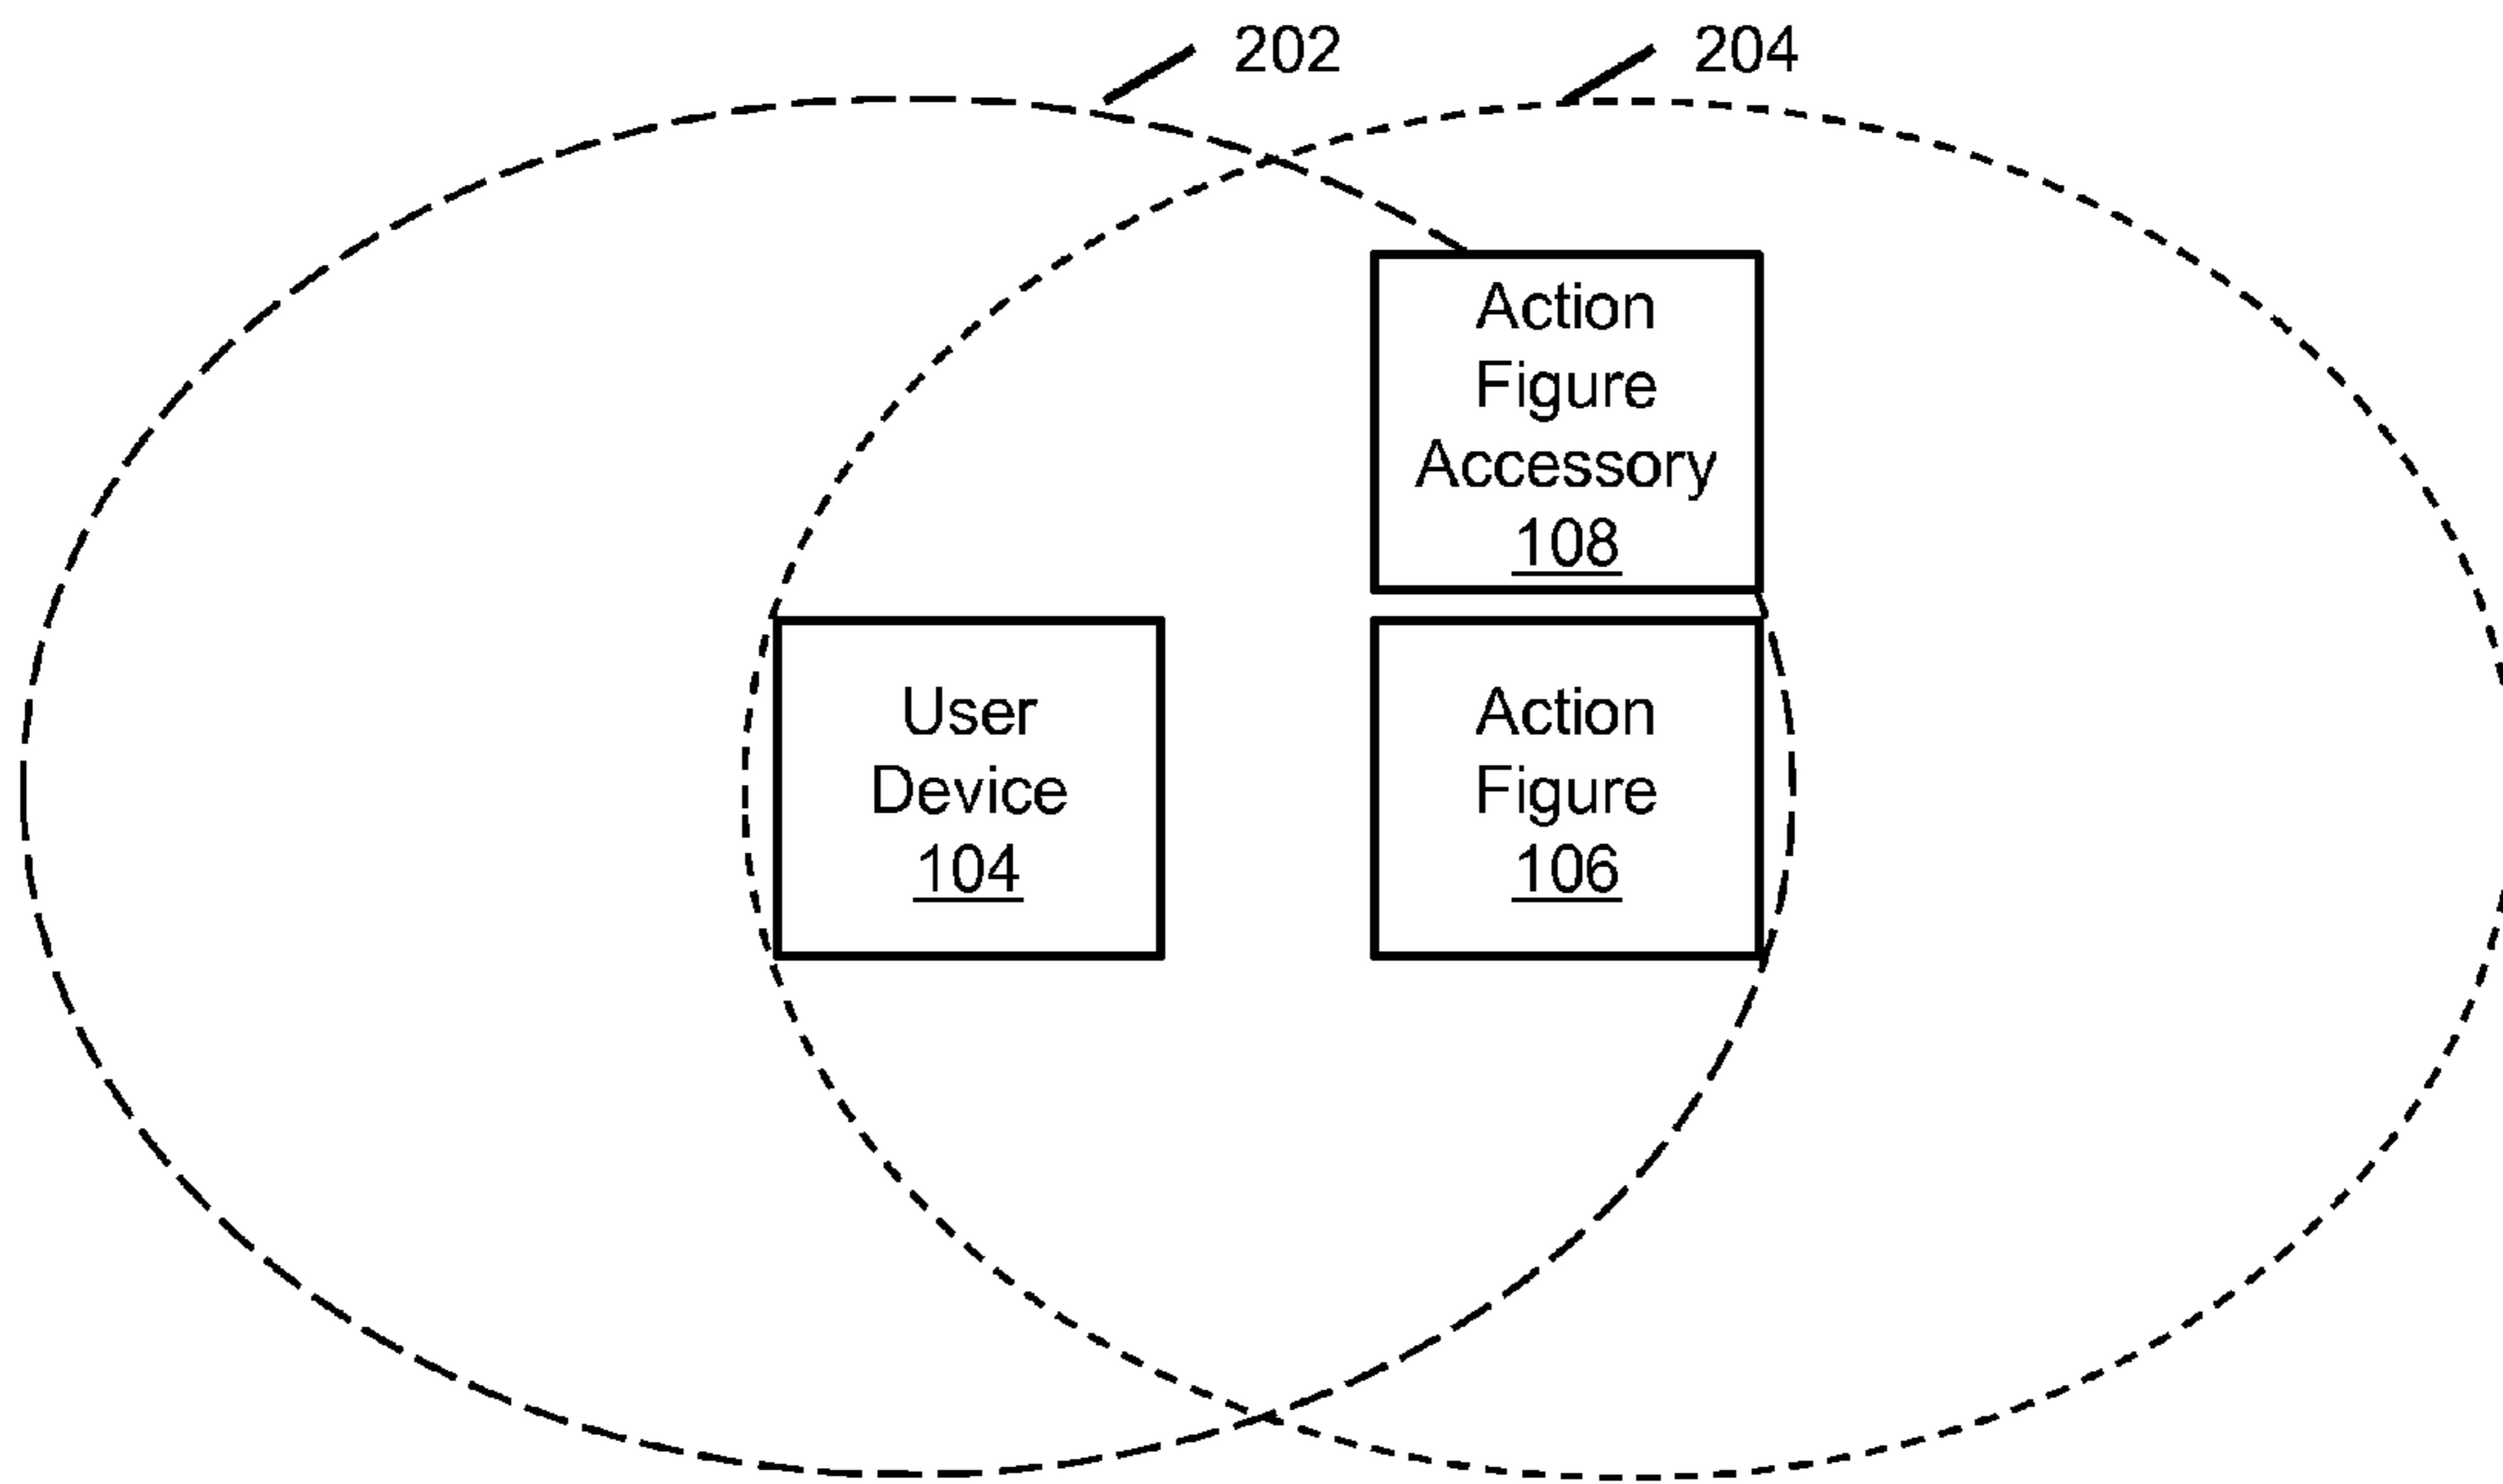 202
204
Action
Figure
Accessory
108
User
Device
104
Action
Figure
106